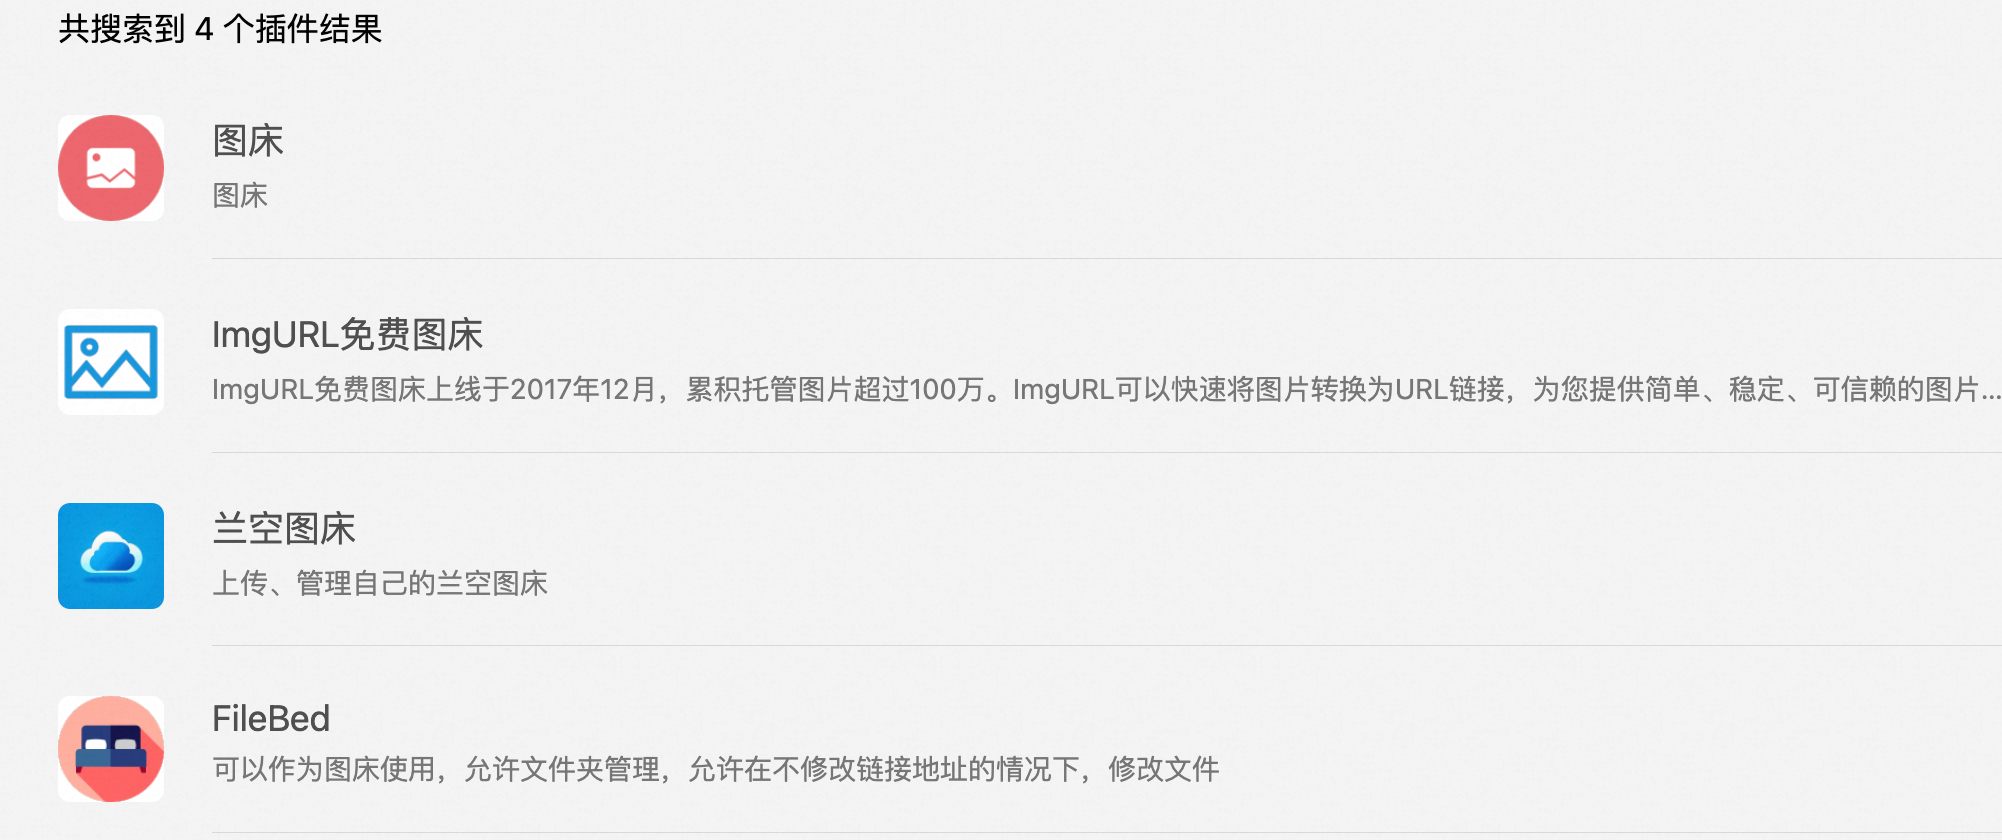 共搜索到 4 个插件结果
图床
图床
ImgURL免费图床
ImgURL免费图床上线于2017年12月，累积托管图片超过100万。ImgURL可以快速将图片转换为URL链接，为您提供简单、稳定、可信赖的图片...
兰空图床
上传、管理自己的兰空图床
FileBed
可以作为图床使用，允许文件夹管理，允许在不修改链接地址的情况下，修改文件